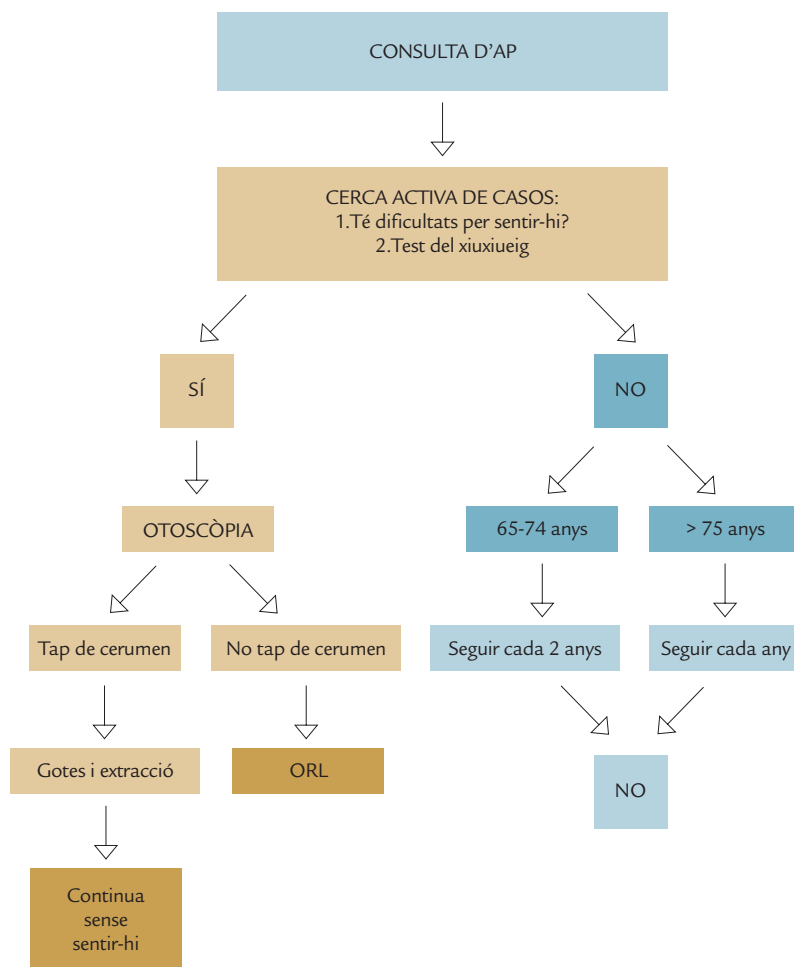 CONSULTA D’AP
CERCA ACTIVA DE CASOS:
1.Té dificultats per sentir-hi?
2.Test del xiuxiueig
SÍ
NO
OTOSCÒPIA
65-74 anys
> 75 anys
Tap de cerumen
No tap de cerumen
Seguir cada 2 anys
Seguir cada any
Gotes i extracció
ORL
NO
Continua
sense
sentir-hi